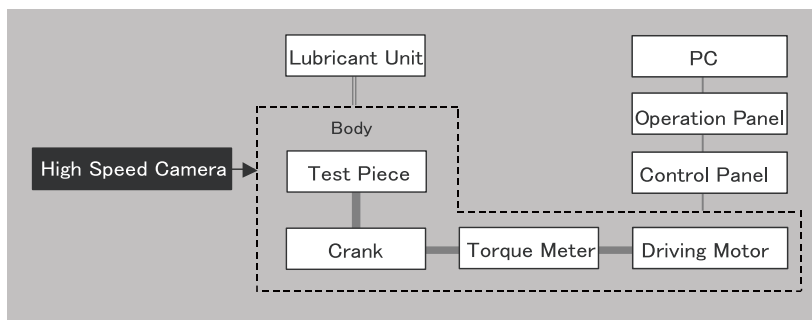 Lubricant Unit
PC
Operation Panel
Body
High Speed Camera
Test Piece
Control Panel
Crank
Torque Meter
Driving Motor